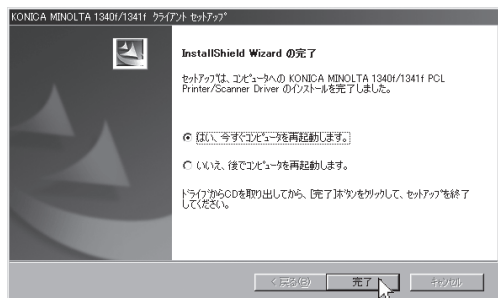 KONICA MINOLTA 1340f/1341f ｸﾗｲｱﾝﾄ ｾｯﾄｱｯﾌﾟ
InstallShield Wizard の完了
ｾｯﾄｱｯﾌﾟは、ｺﾝﾋﾟｭｰﾀへの KONICA MINOLTA 1340f/1341f PCL
Printer/Scanner Driver のｲﾝｽﾄｰﾙを完了しました。
はい、今すぐｺﾝﾋﾟｭｰﾀを再起動します。
いいえ、後でｺﾝﾋﾟｭｰﾀを再起動します。
ﾄﾞﾗｲﾌﾞからCDを取り出してから、[完了]ﾎﾞﾀﾝをｸﾘｯｸして、ｾｯﾄｱｯﾌﾟを終了
してください。
< 戻る(B)
完了
ｷｬﾝｾﾙ